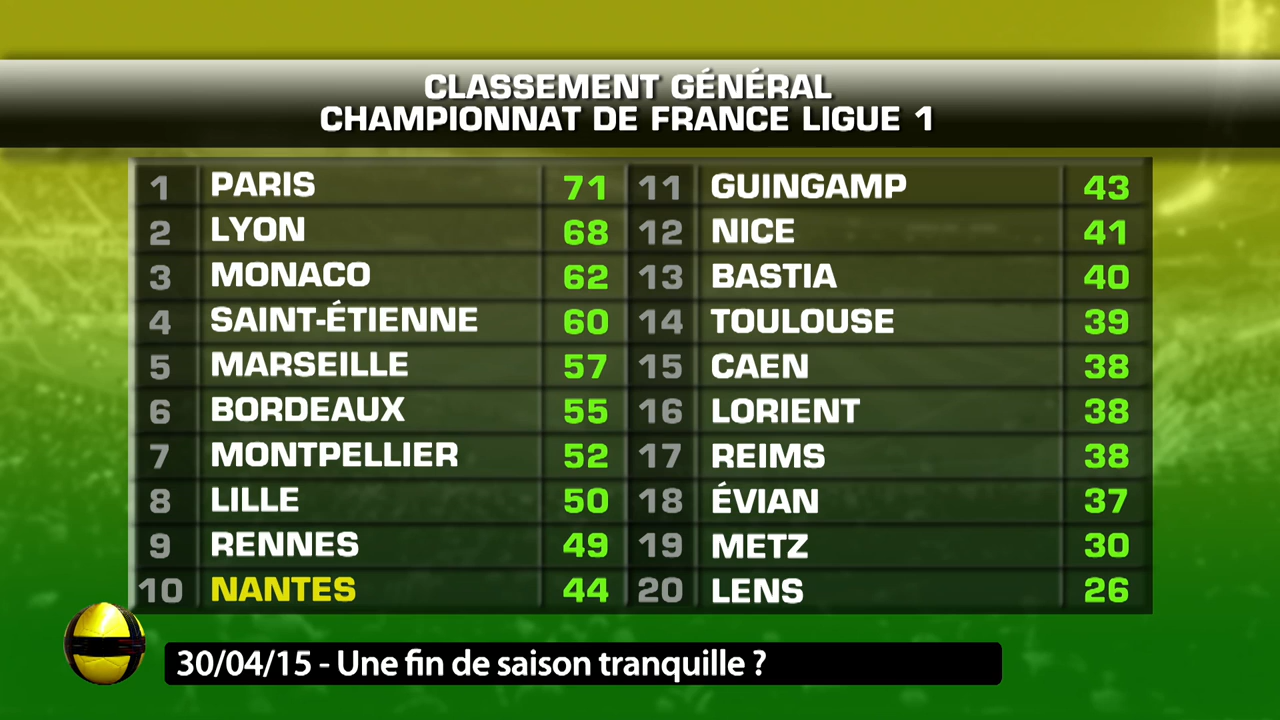 CLASSEMENT GÉNÉRAL
CHAMPIONNAT DE FRANCE LIGUE 1
1 PARIS 71
2 LYON 68
3 MONACO 62
4 SAINT-ÉTIENNE 60
5 MARSEILLE 57
6 BORDEAUX 55
7 MONTPELLIER 52
8 LILLE 50
9 RENNES 49
10 NANTES 44
11 GUINGAMP 43
12 NICE 41
13 BASTIA 40
14 TOULOUSE 39
15 CAEN 38
16 LORIENT 38
17 REIMS 38
18 ÉVIAN 37
19 METZ 30
20 LENS 26
30/04/15 - Une fin de saison tranquille ?